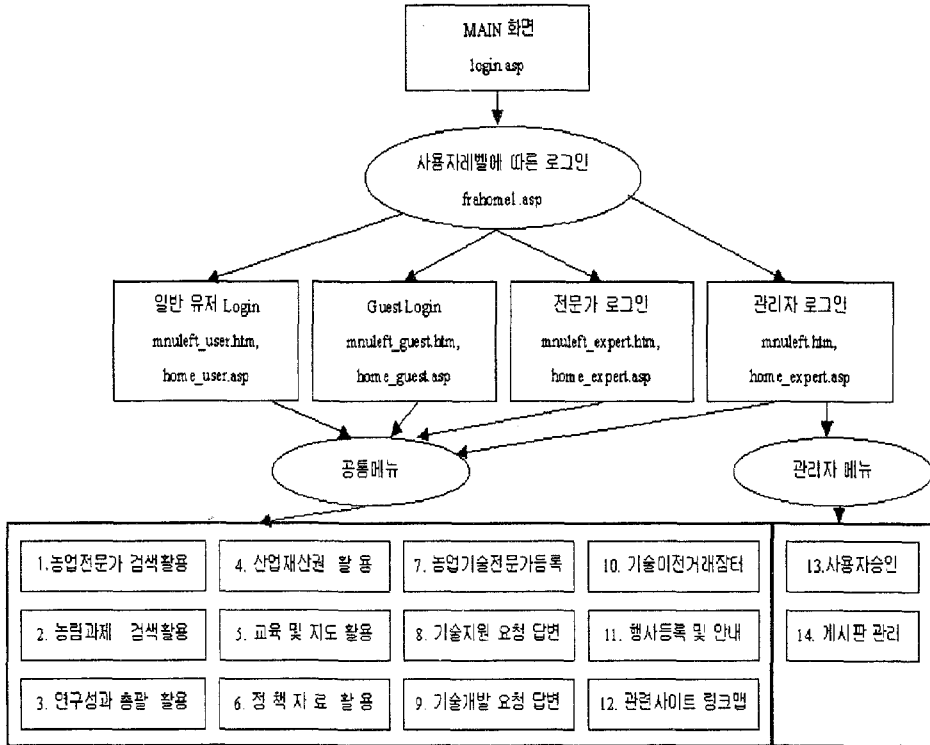 MAIN 화면
login.asp
사용자레벨에 따른 로그인
frahome1.asp
일반 유저 Login
mnuleft_user.htm,
home_user.asp
Guest Login
mnuleft_guest.htm,
home_guest.asp
전문가 로그인
mnuleft_expert.htm,
home_expert.asp
관리자 로그인
mnuleft.htm,
home_expert.asp
공통메뉴
관리자 메뉴
1.농업전문가 검색활용
2. 농림과제 검색활용
3. 연구성과 총괄 활용
4. 산업재산권 활 용
5. 교육 및 지도 활용
6. 정 책 자 료 활 용
7. 농업기술전문가등록
8. 기술지원 요청 답변
9. 기술개발 요청 답변
10. 기술이전거래장터
11. 행사등록 및 안내
12. 관련사이트 링크맵
13.사용자승인
14. 게시판 관리